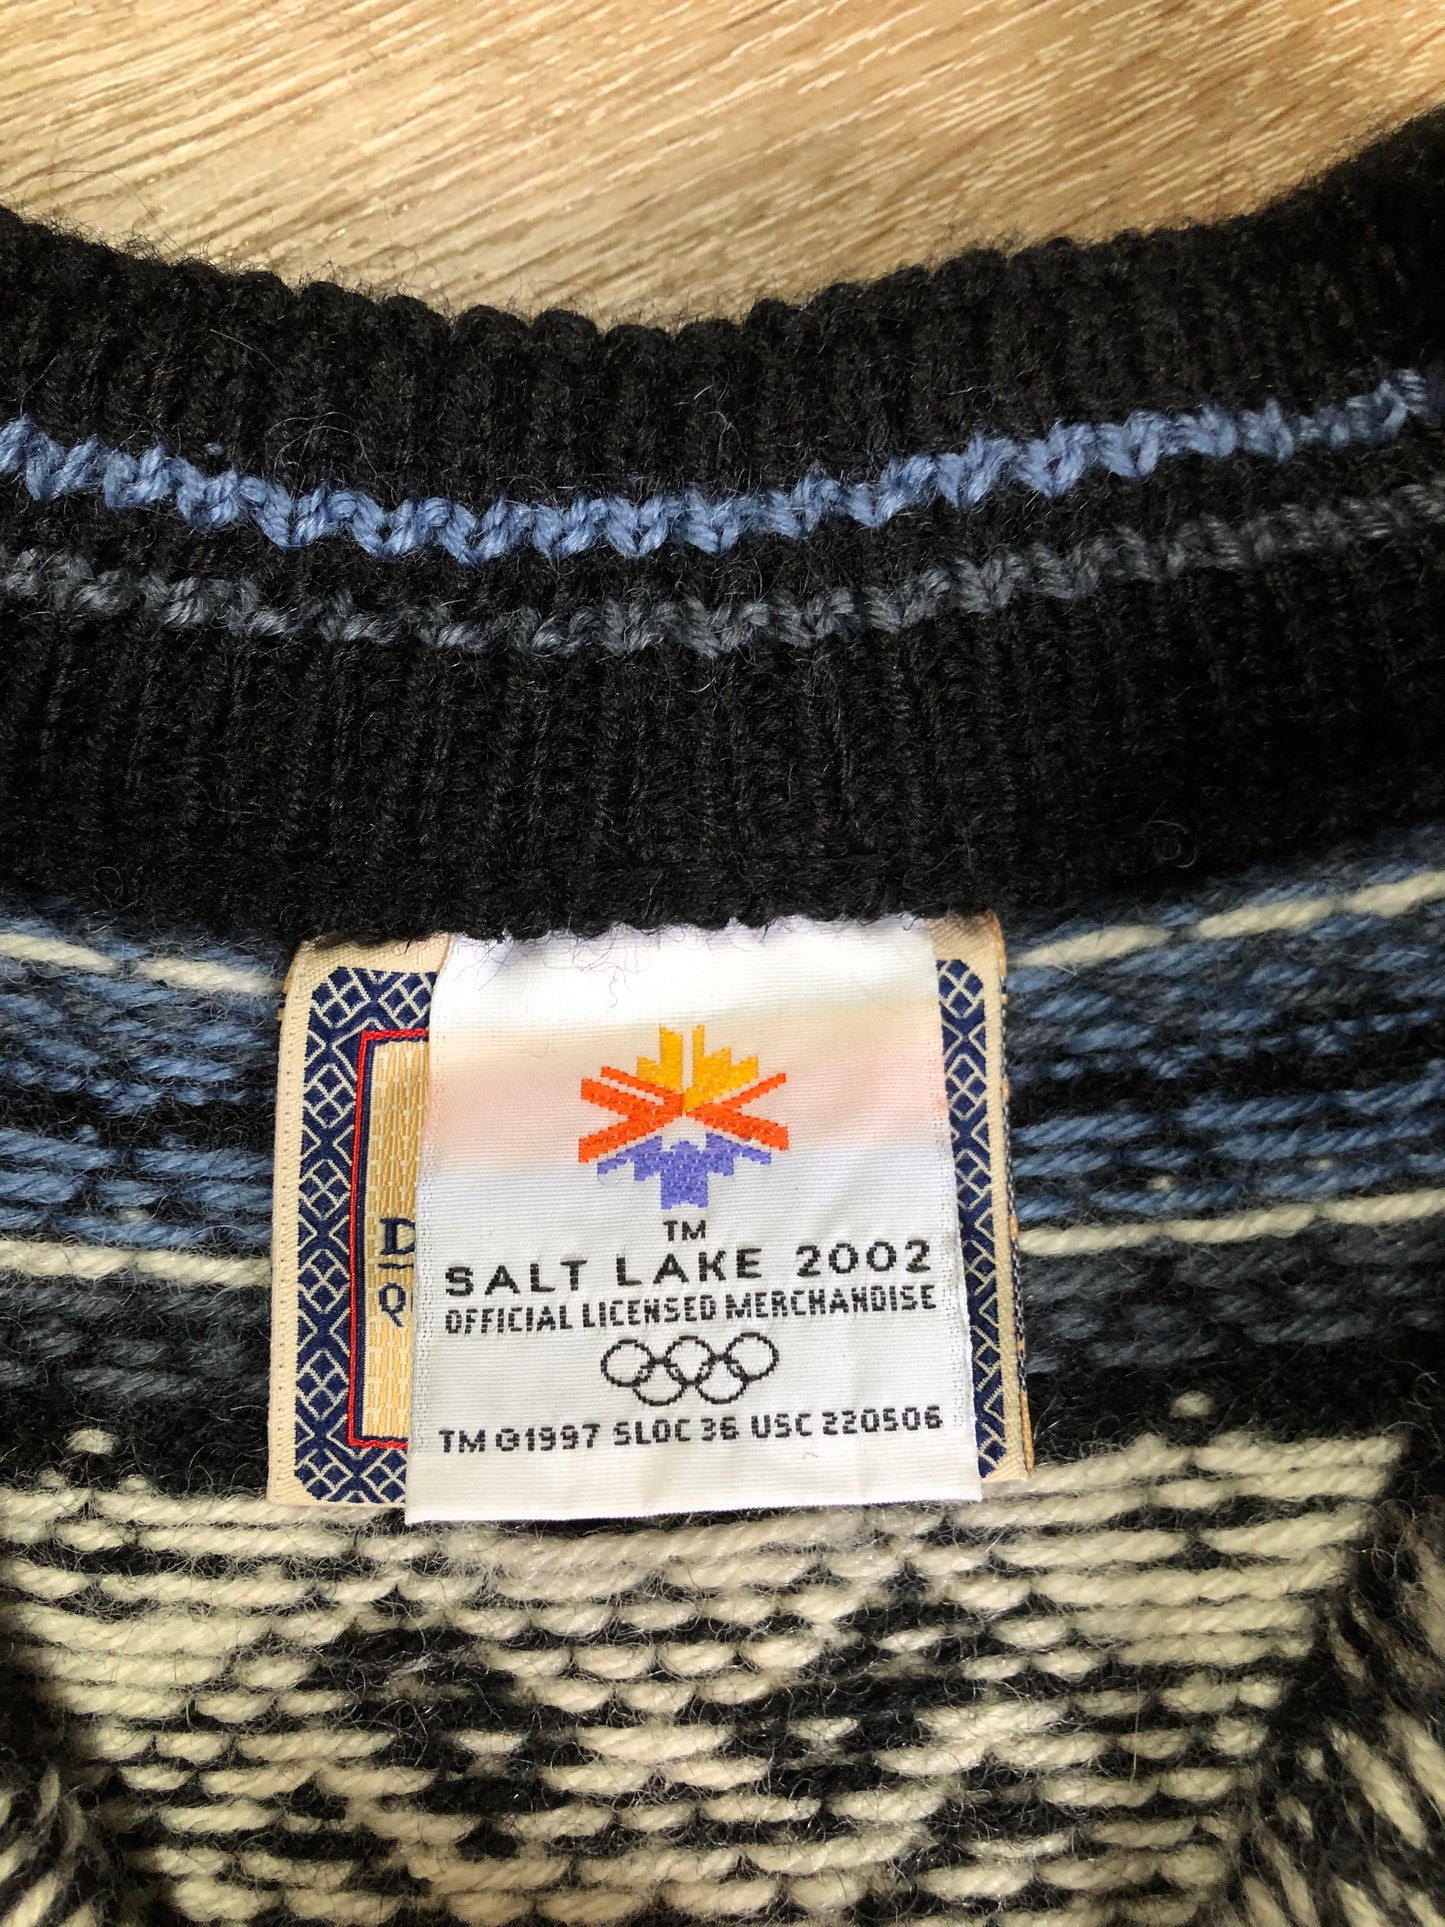 TM
SALT LAKE 2002
OFFICIAL LICENSED MERCHANDISE
TM ©1997 SLOC 36 USC 220506